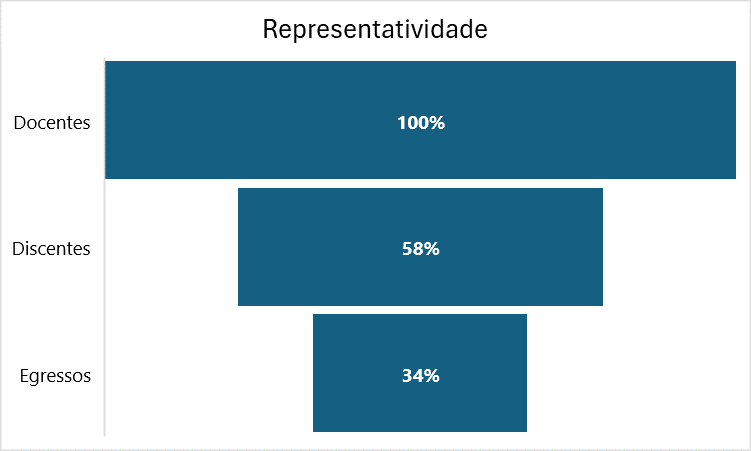 Representatividade
Docentes
100%
Discentes
58%
Egressos
34%